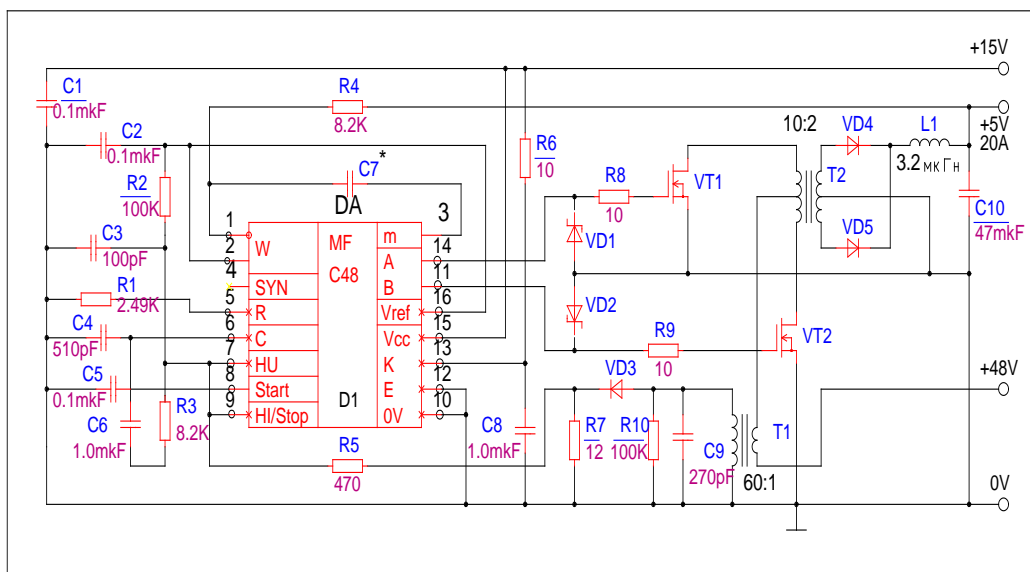 +15V
C1
0.1mkF
R4
8.2K
+5V
20A
C2
0.1mkF
10:2
VD4
L1
3.2 мкГн
R6
10
C7*
R2
100K
DA
R8
10
VT1
T2
C10
47mkF
1
W
MF
C48
m
3
2
A
14
VD1
VD5
C3
100pF
4
SYN
B
11
R1
2.49K
5
R
Vref
16
VD2
C4
510pF
6
C
Vcc
15
R9
10
VT2
7
HU
K
13
C5
0.1mkF
8
Start
E
12
VD3
+48V
9
HI/Stop
D1
0V
10
C6
1.0mkF
R3
8.2K
R5
470
C8
1.0mkF
R7
12
R10
100K
C9
270pF
T1
60:1
0V